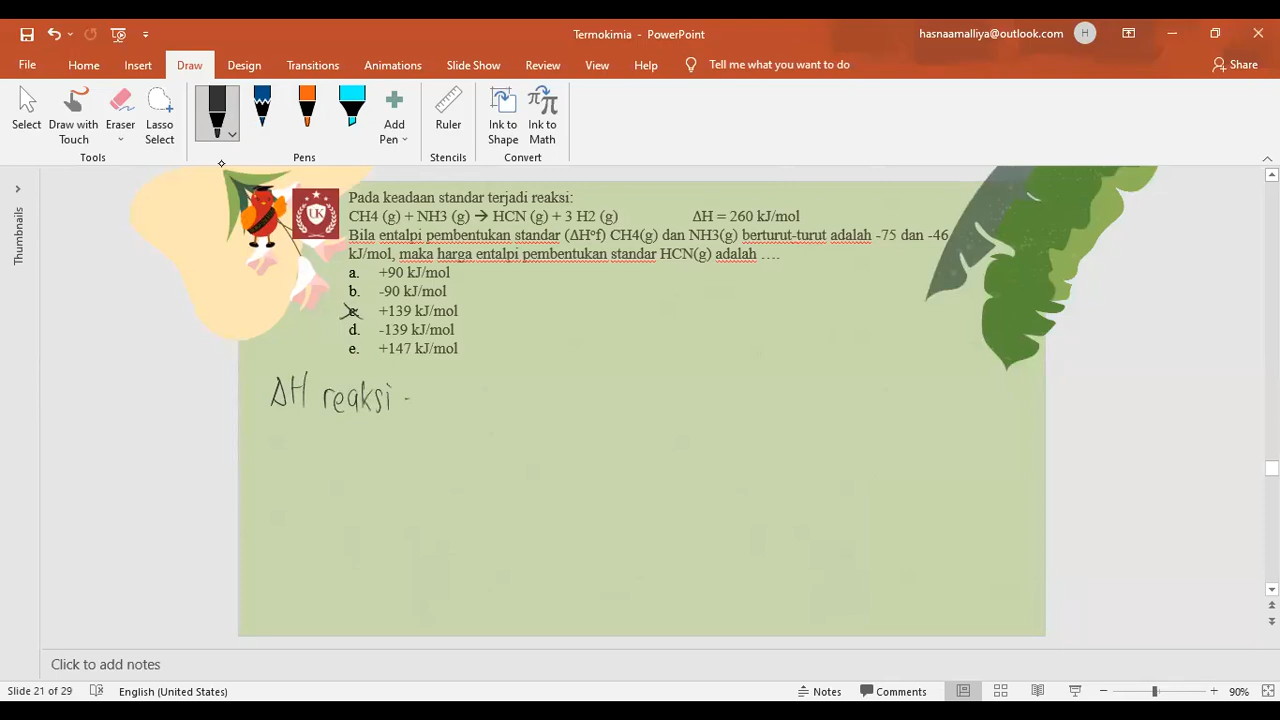 Termokimia - PowerPoint
hasnaamalliya@outlook.com
H
File Home Insert Draw Design Transitions Animations Slide Show Review View Help Tell me what you want to do
Share
Select Draw with Touch Eraser Lasso Select Add Pen Ruler Ink to Shape Ink to Math
Tools Pens Stencils Convert
Thumbnails
UK
Pada keadaan standar terjadi reaksi:
CH4 (g) + NH3 (g) → HCN (g) + 3 H2 (g) ΔH = 260 kJ/mol
Bila entalpi pembentukan standar (ΔH°f) CH4(g) dan NH3(g) berturut-turut adalah -75 dan -46
kJ/mol, maka harga entalpi pembentukan standar HCN(g) adalah ….
a. +90 kJ/mol
b. -90 kJ/mol
c. +139 kJ/mol
d. -139 kJ/mol
e. +147 kJ/mol
ΔH reaksi -
Click to add notes
Slide 21 of 29 English (United States) Notes Comments 90%